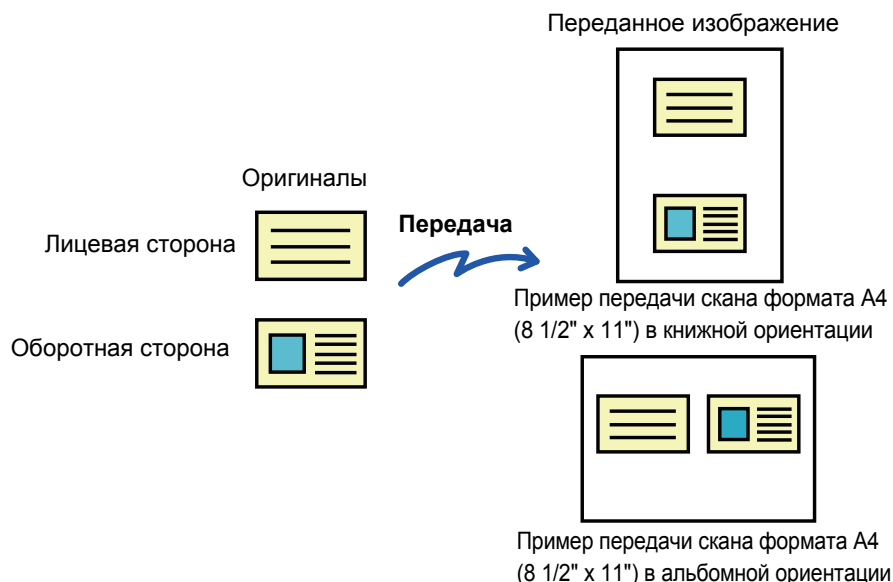 Переданное изображение
Оригиналы
Лицевая сторона
Передача
Оборотная сторона
Пример передачи скана формата A4
(8 1/2" x 11") в книжной ориентации
Пример передачи скана формата A4
(8 1/2" x 11") в альбомной ориентации